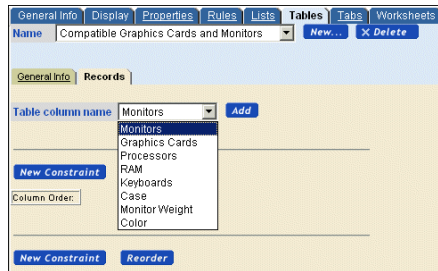 General Info Display Properties Rules Lists Tables Tabs Worksheets
Name Compatible Graphics Cards and Monitors New... X Delete
General Info Records
Table column name Monitors Add
Monitors
Graphics Cards
Processors
New Constraint RAM
Keyboards
Column Order: Case
Monitor Weight
Color
New Constraint Reorder